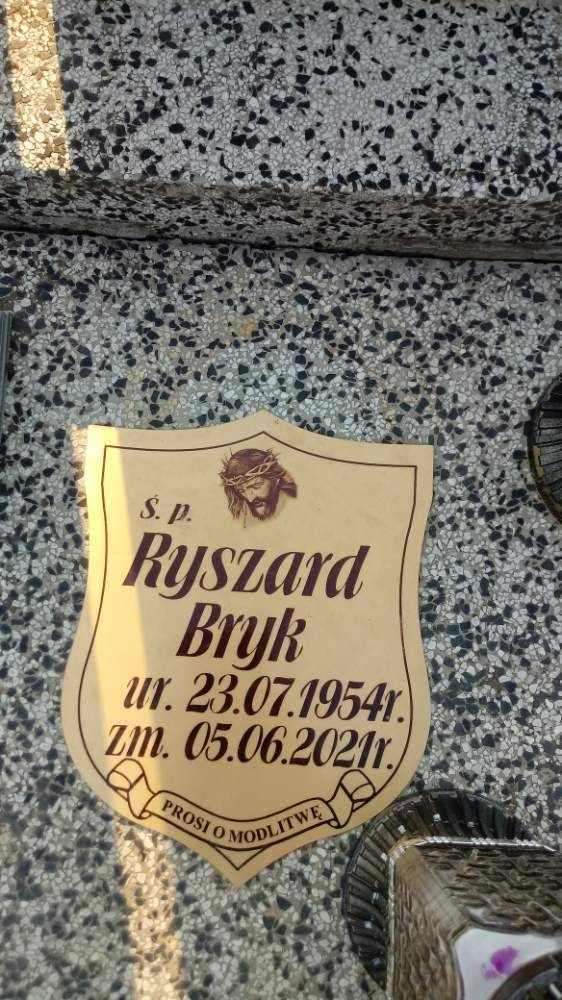 Ś. p.
Ryszard
Bryk
ur. 23.07.1954r.
zm. 05.06.2021r.
PROSI O MODLITWĘ